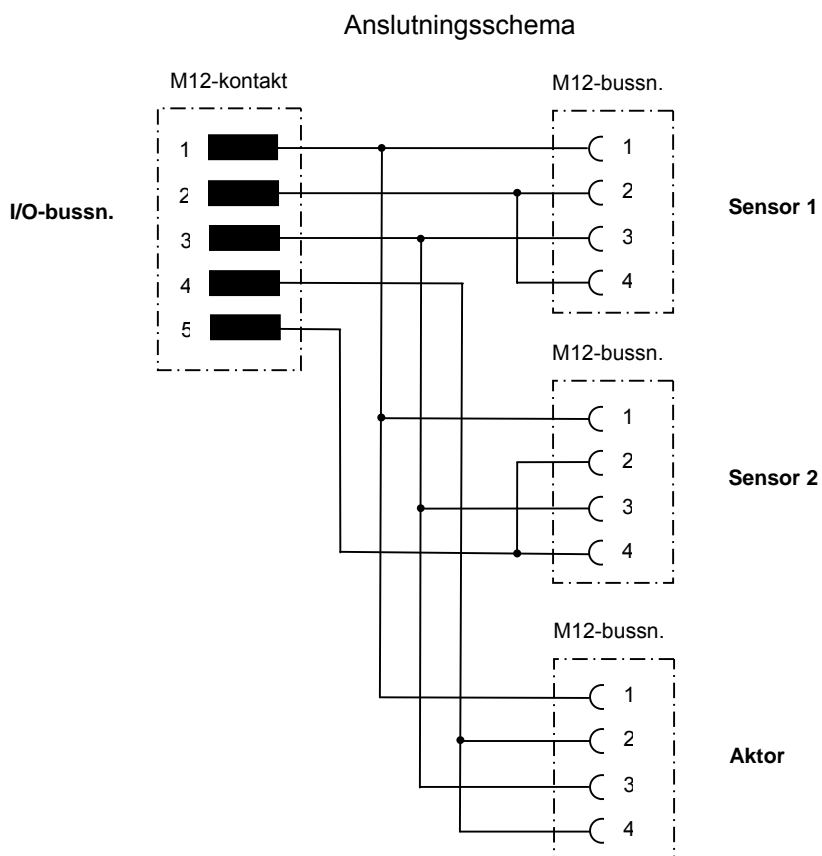 Anslutningsschema
M12-kontakt
M12-bussn.
I/O-bussn.
1
2
3
4
5
1
2
3
4
Sensor 1
M12-bussn.
1
2
3
4
Sensor 2
M12-bussn.
1
2
3
4
Aktor